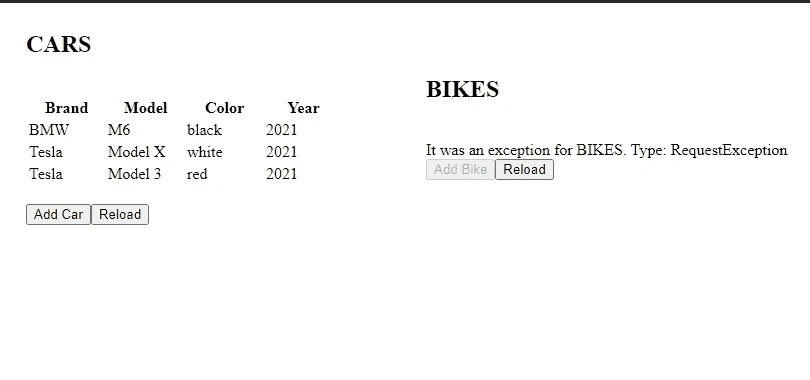 CARS
Brand Model Color Year
BMW M6 black 2021
Tesla Model X white 2021
Tesla Model 3 red 2021
Add Car Reload
BIKES
It was an exception for BIKES. Type: RequestException
Add Bike Reload